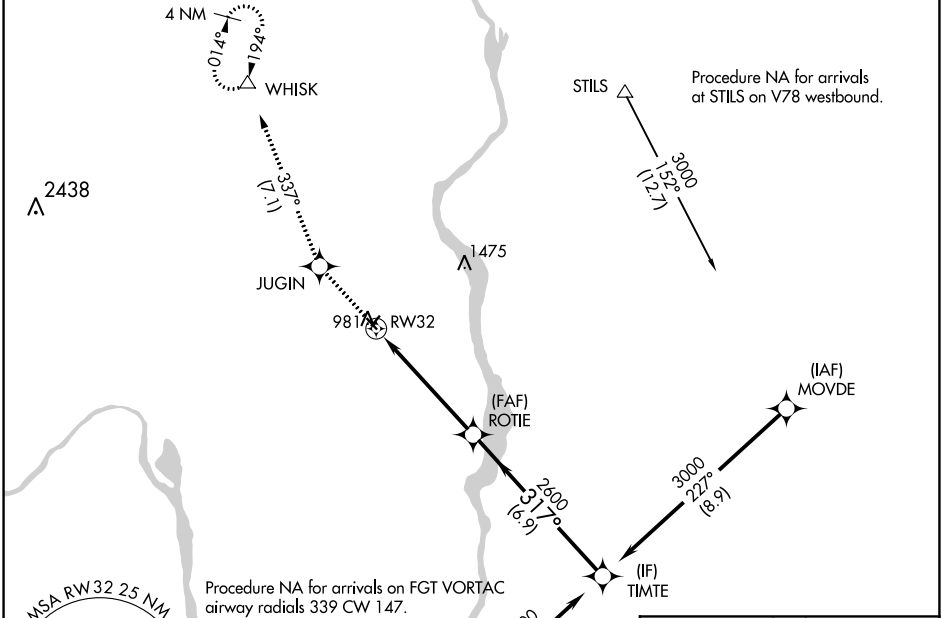 4 NM
014°
194°
WHISK
STILS
Procedure NA for arrivals
at STILS on V78 westbound.
3000
152°
(12.7)
337°
(7.1)
2438
1475
JUGIN
981
RW32
(IAF)
MOVDE
(FAF)
ROTIE
3000
227°
(8.9)
2600
317°
(6.9)
(IF)
TIMTE
MSA RW32 25 NM
Procedure NA for arrivals on FGT VORTAC
airway radials 339 CW 147.